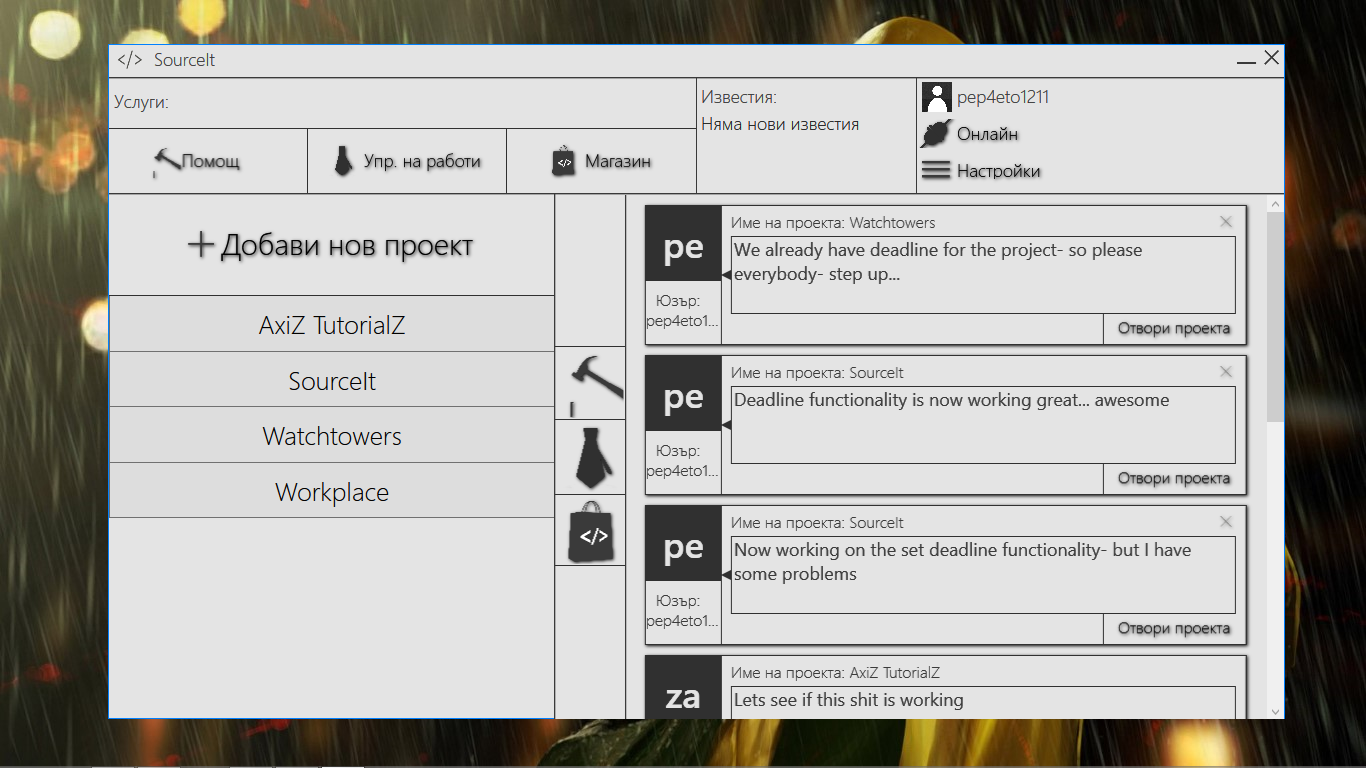 </> SourceIt
Услуги:
Помощ
Упр. на работи
</>
Магазин
Известия:
Няма нови известия
pep4eto1211
Онлайн
Настройки
Добави нов проект
AxiZ TutorialZ
SourceIt
Watchtowers
Workplace
</>
pe
Юзър:
pep4eto1...
Име на проекта: Watchtowers
We already have deadline for the project- so please
everybody- step up...
Отвори проекта
pe
Юзър:
pep4eto1...
Име на проекта: SourceIt
Deadline functionality is now working great... awesome
Отвори проекта
pe
Юзър:
pep4eto1...
Име на проекта: SourceIt
Now working on the set deadline functionality- but I have
some problems
Отвори проекта
za
Име на проекта: AxiZ TutorialZ
Lets see if this shit is working